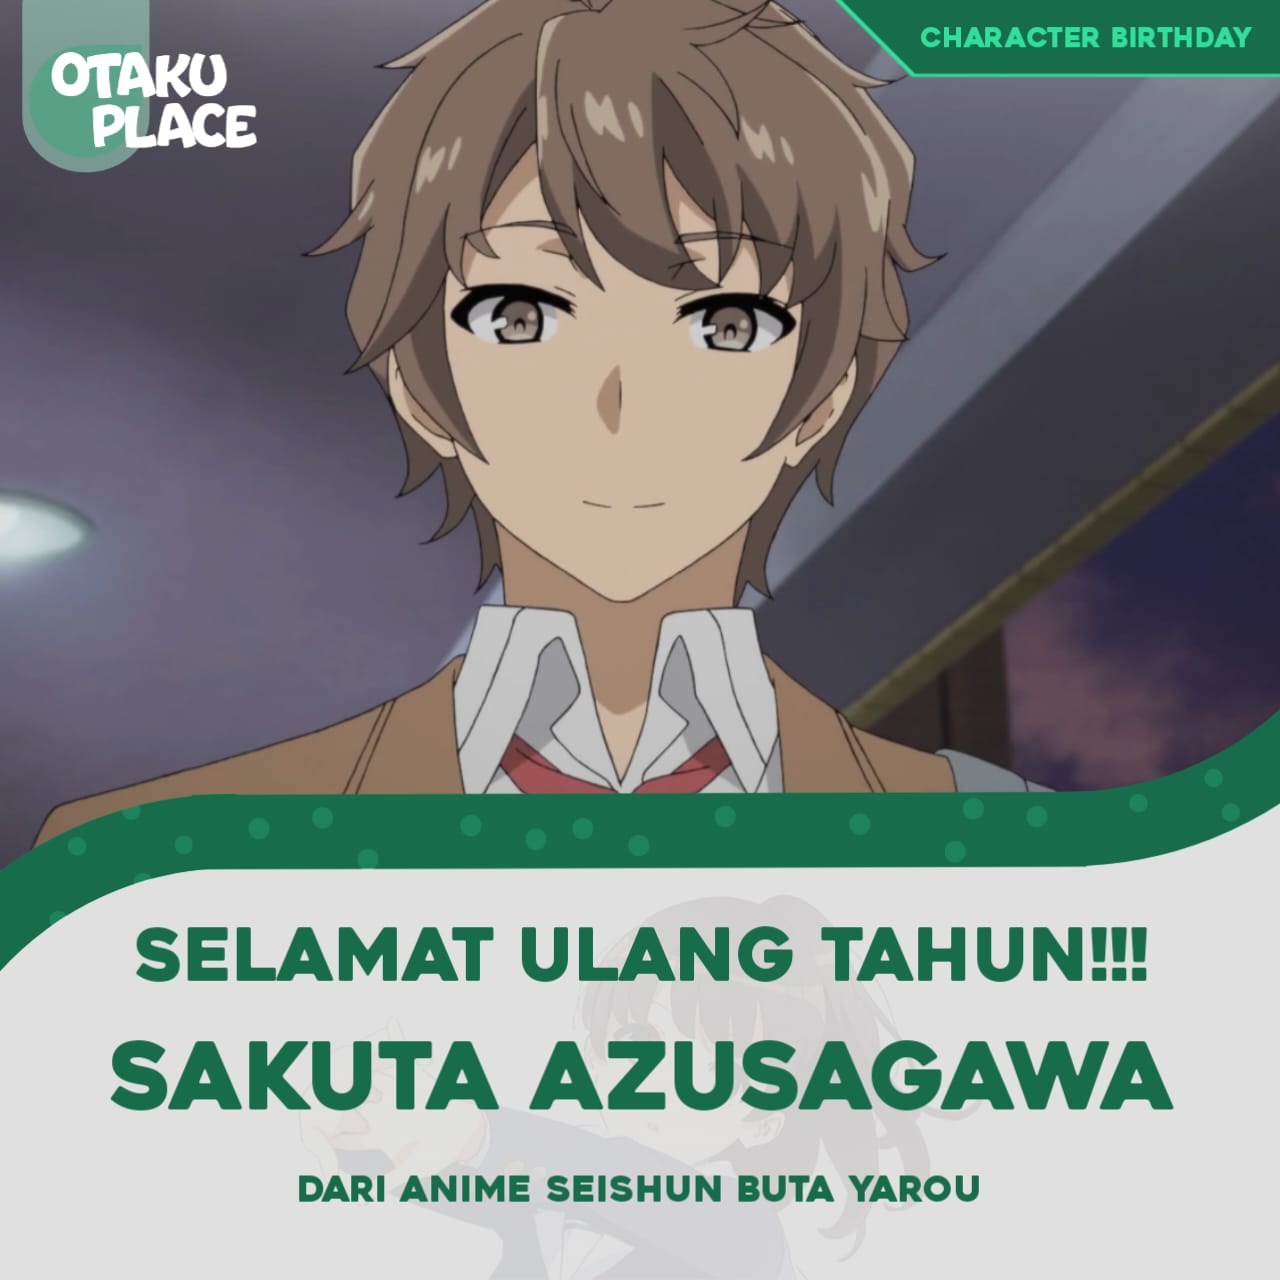 OTAKU
PLACE
CHARACTER BIRTHDAY
SELAMAT ULANG TAHUN!!!
SAKUTA AZUSAGAWA
DARI ANIME SEISHUN BUTA YAROU